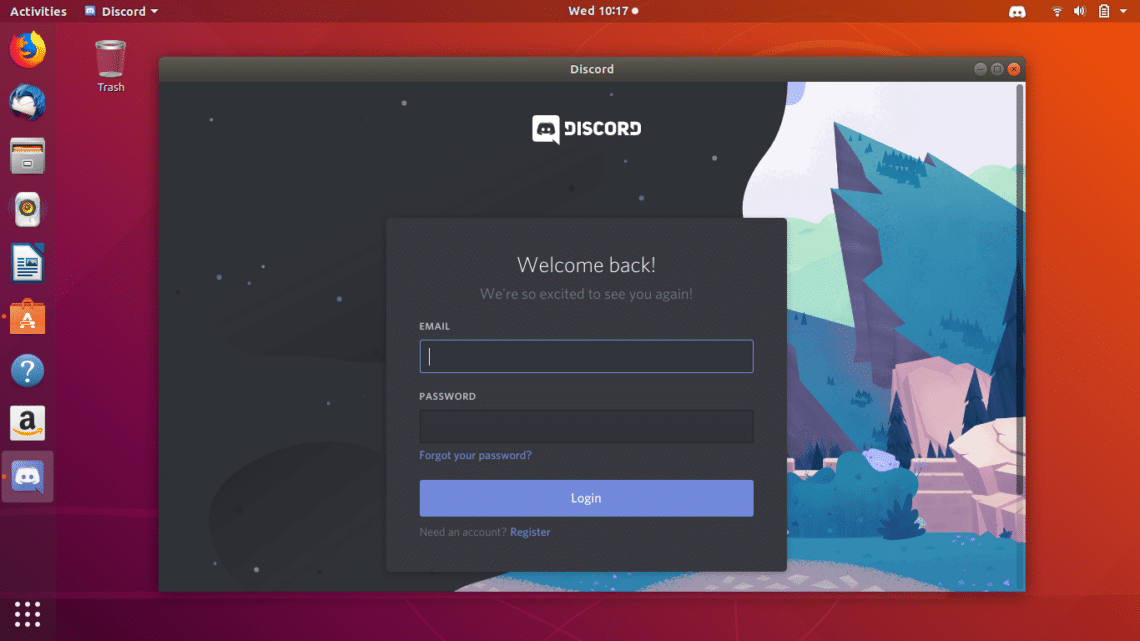 Activities Discord Wed 10:17
Trash
Discord
DISCORD
Welcome back!
We're so excited to see you again!
EMAIL
PASSWORD
Forgot your password?
Login
Need an account? Register
A
?
a